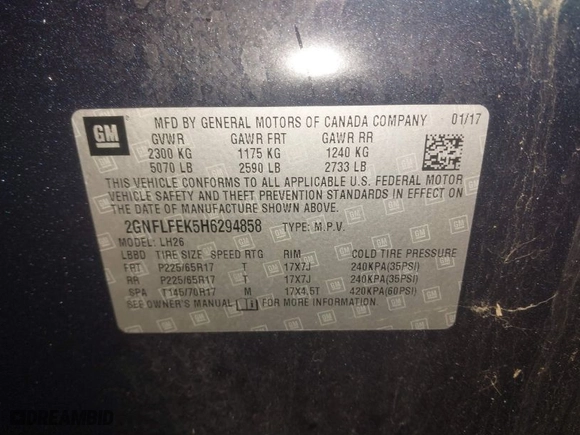 GM
MFD BY GENERAL MOTORS OF CANADA COMPANY 01/17
GVWR GAWR FRT GAWR RR
2300 KG 1175 KG 1240 KG
5070 LB 2590 LB 2733 LB
THIS VEHICLE CONFORMS TO ALL APPLICABLE U.S. FEDERAL MOTOR
VEHICLE SAFETY AND THEFT PREVENTION STANDARDS IN EFFECT ON
THE DATE OF MANUFACTURE SHOWN ABOVE.
2GNFLFEK5H6294858 TYPE: M.P.V.
MODEL: LH26
LBBD TIRE SIZE SPEED RTG RIM COLD TIRE PRESSURE
FRT P225/65R17 T 17X7J 240KPA(35PSI)
RR P225/65R17 T 17X7J 240KPA(35PSI)
SPA T145/70R17 M 17X4.5T 420KPA(60PSI)
SEE OWNER'S MANUAL
DREAMBID